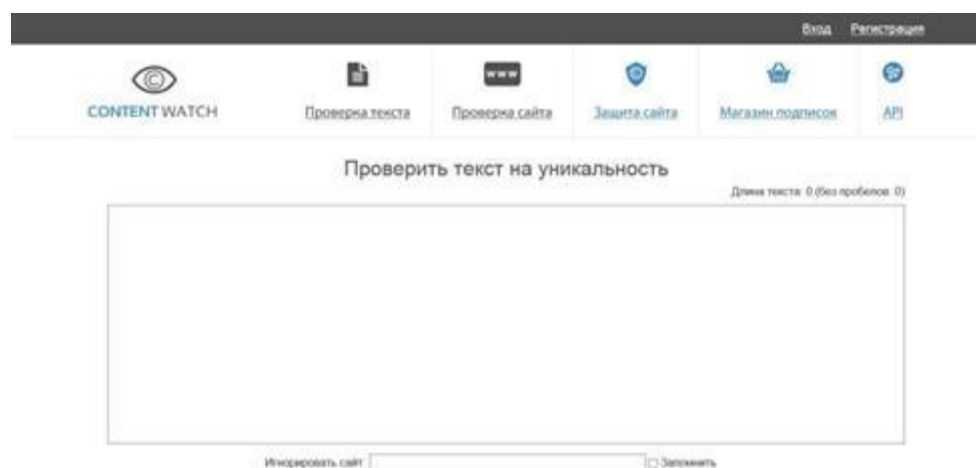 Вход Регистрация
©
www
CONTENT WATCH Проверка текста Проверка сайта Защита сайта Магазин подписок API
Проверить текст на уникальность
Длина текста: 0 (без пробелов: 0)
Игнорировать сайт: Запомнить